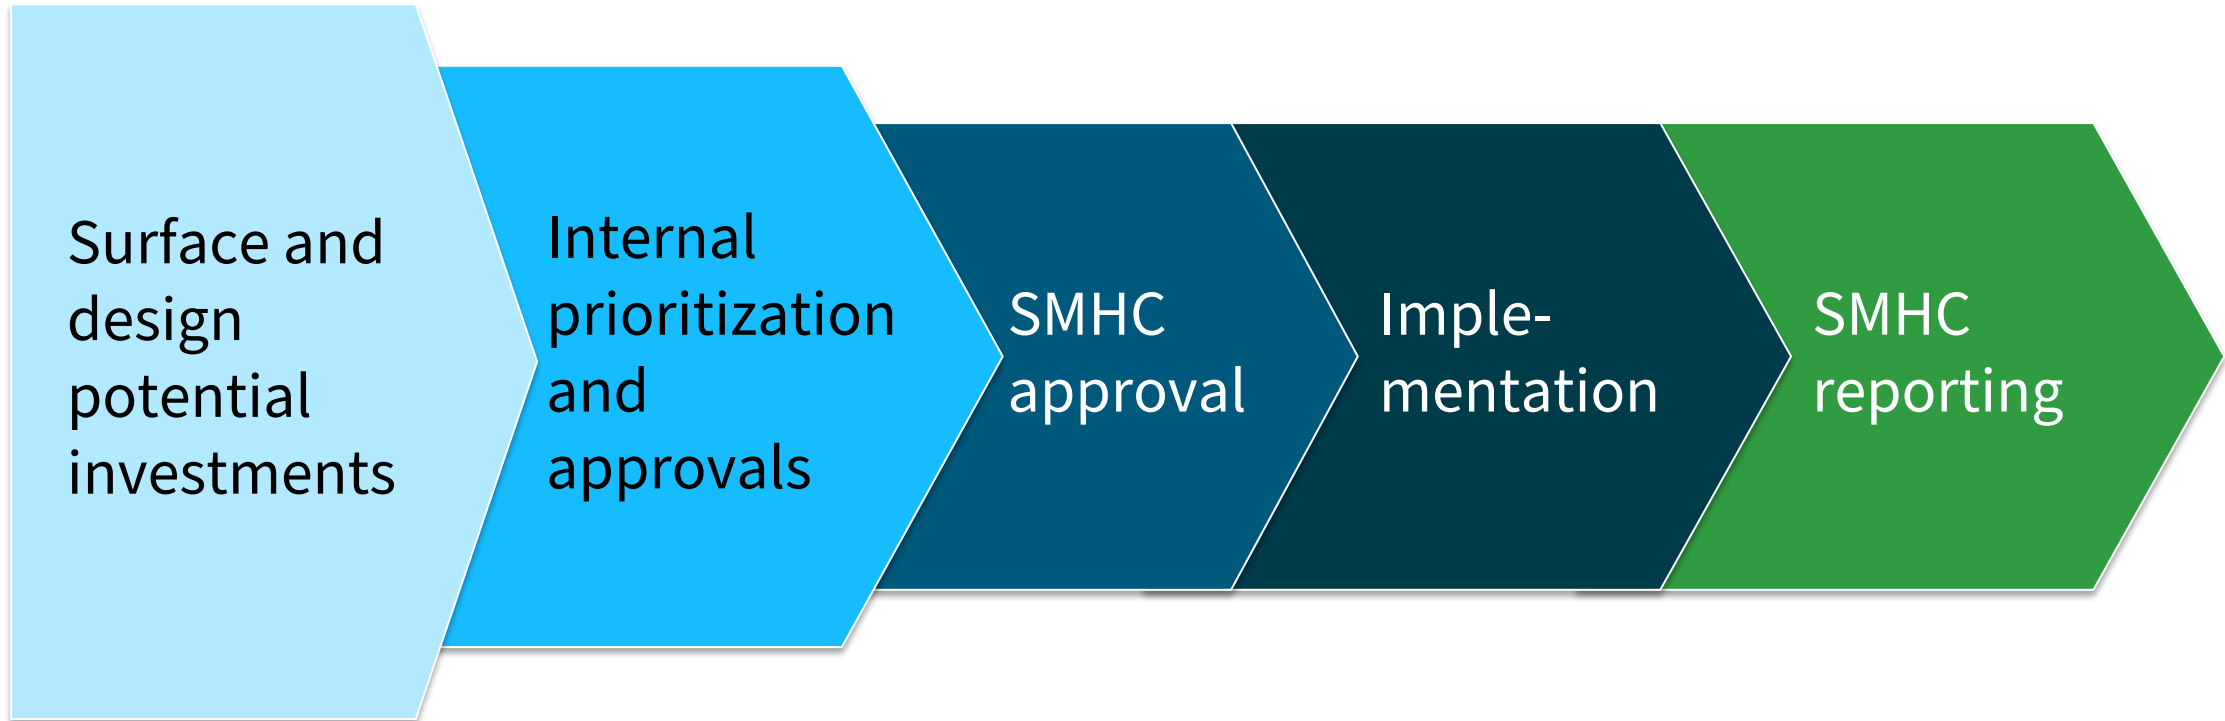 Surface and
design
potential
investments
Internal
prioritization
and
approvals
SMHC
approval
Imple-
mentation
SMHC
reporting